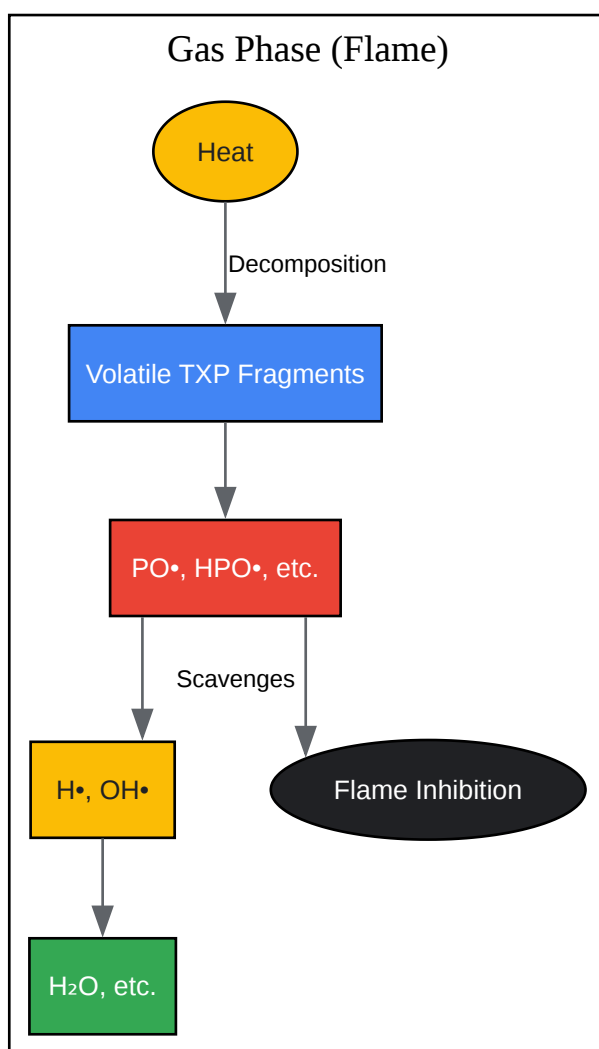 Gas Phase (Flame)
Heat
Decomposition
Volatile TXP Fragments
PO•, HPO•, etc.
Scavenges
H•, OH•
Flame Inhibition
H₂O, etc.